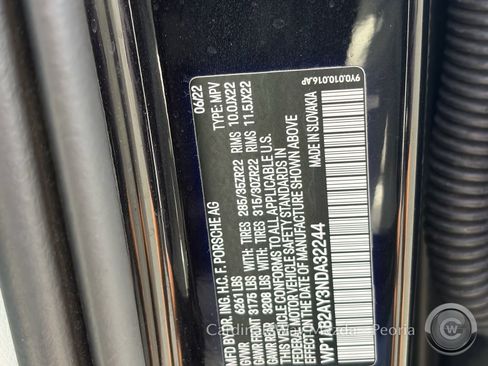 MFD BY DR. ING. H.C. F. PORSCHE AG 06/22
GVWR 6261 LBS TYPE: MPV
GAWR FRONT 3175 LBS WITH: TIRES 285/35ZR22 RIMS 10.0JX22
GAWR REAR 3208 LBS WITH: TIRES 315/30ZR22 RIMS 11.5JX22
THIS VEHICLE CONFORMS TO ALL APPLICABLE U.S.
FEDERAL MOTOR VEHICLE SAFETY STANDARDS IN
EFFECT ON THE DATE OF MANUFACTURE SHOWN ABOVE
MADE IN SLOVAKIA
9Y0.010.016.AP
Mazda Peoria
CW